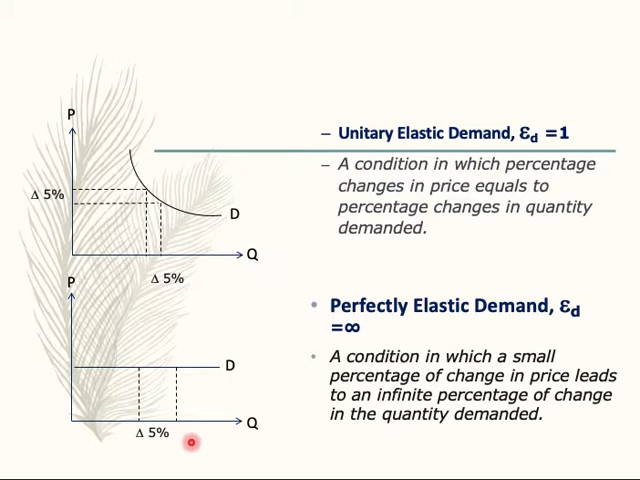 P
Δ 5%
D
Q
Δ 5%
– Unitary Elastic Demand, Ɛd =1
– A condition in which percentage
changes in price equals to
percentage changes in quantity
demanded.
P
D
Q
Δ 5%
• Perfectly Elastic Demand, Ɛd
=∞
• A condition in which a small
percentage of change in price leads
to an infinite percentage of change
in the quantity demanded.